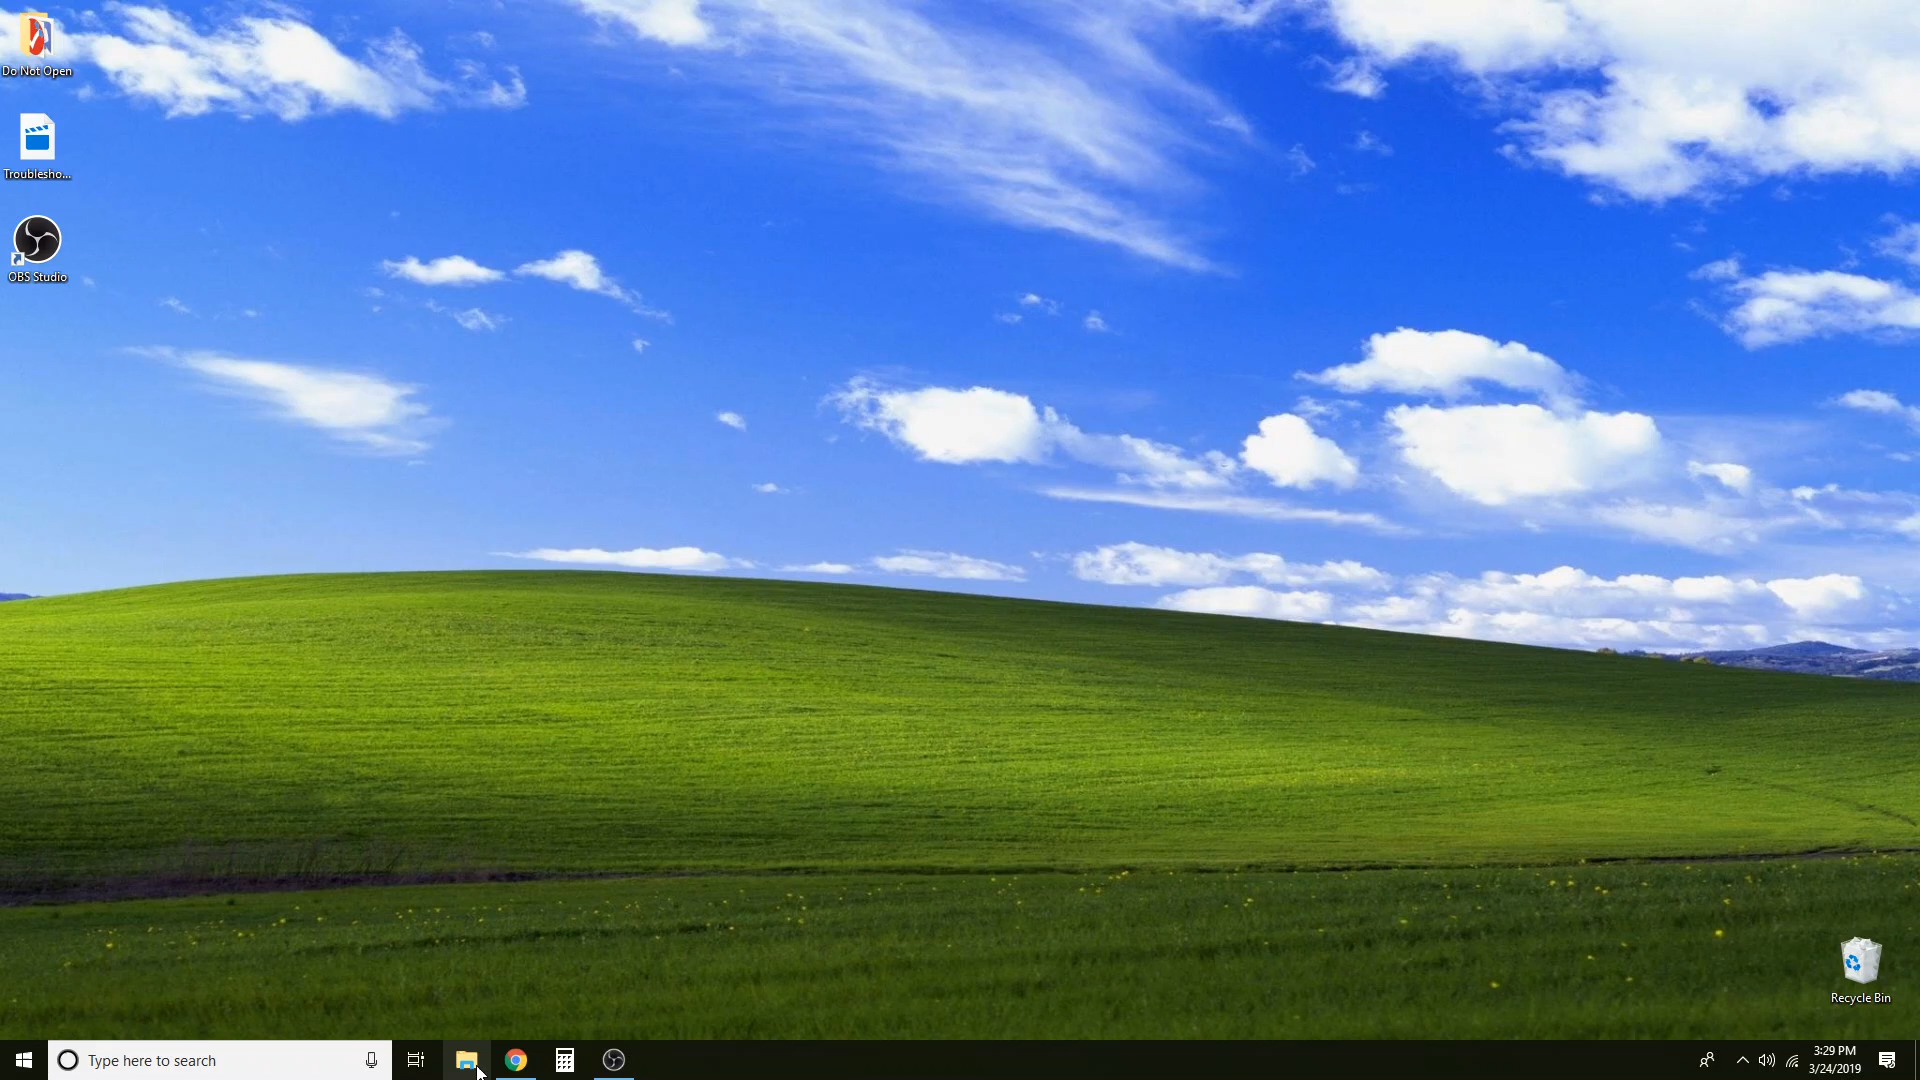 Do Not Open
Troublesho...
OBS Studio
Recycle Bin
Type here to search
3:29 PM
3/24/2019